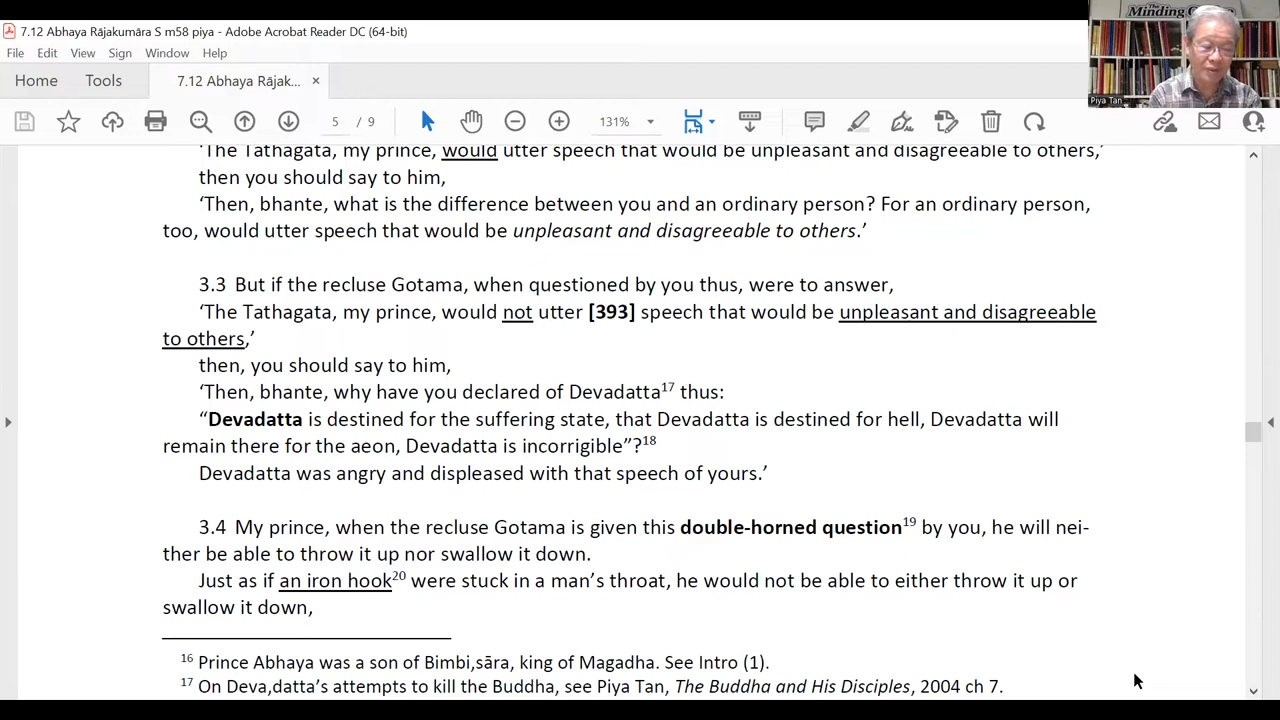 7.12 Abhaya Rājakumāra S m58 piya - Adobe Acrobat Reader DC (64-bit)
File Edit View Sign Window Help
Home Tools 7.12 Abhaya Rājak... ×
5 / 9 131%
The Minding
Piya Tan
‘The Tathagata, my prince, would utter speech that would be unpleasant and disagreeable to others,’
then you should say to him,
‘Then, bhante, what is the difference between you and an ordinary person? For an ordinary person,
too, would utter speech that would be unpleasant and disagreeable to others.’
3.3 But if the recluse Gotama, when questioned by you thus, were to answer,
‘The Tathagata, my prince, would not utter [393] speech that would be unpleasant and disagreeable
to others,’
then, you should say to him,
‘Then, bhante, why have you declared of Devadatta17 thus:
“Devadatta is destined for the suffering state, that Devadatta is destined for hell, Devadatta will
remain there for the aeon, Devadatta is incorrigible”?18
Devadatta was angry and displeased with that speech of yours.’
3.4 My prince, when the recluse Gotama is given this double-horned question19 by you, he will nei-
ther be able to throw it up nor swallow it down.
Just as if an iron hook20 were stuck in a man’s throat, he would not be able to either throw it up or
swallow it down,
16 Prince Abhaya was a son of Bimbi,sāra, king of Magadha. See Intro (1).
17 On Deva,datta’s attempts to kill the Buddha, see Piya Tan, The Buddha and His Disciples, 2004 ch 7.